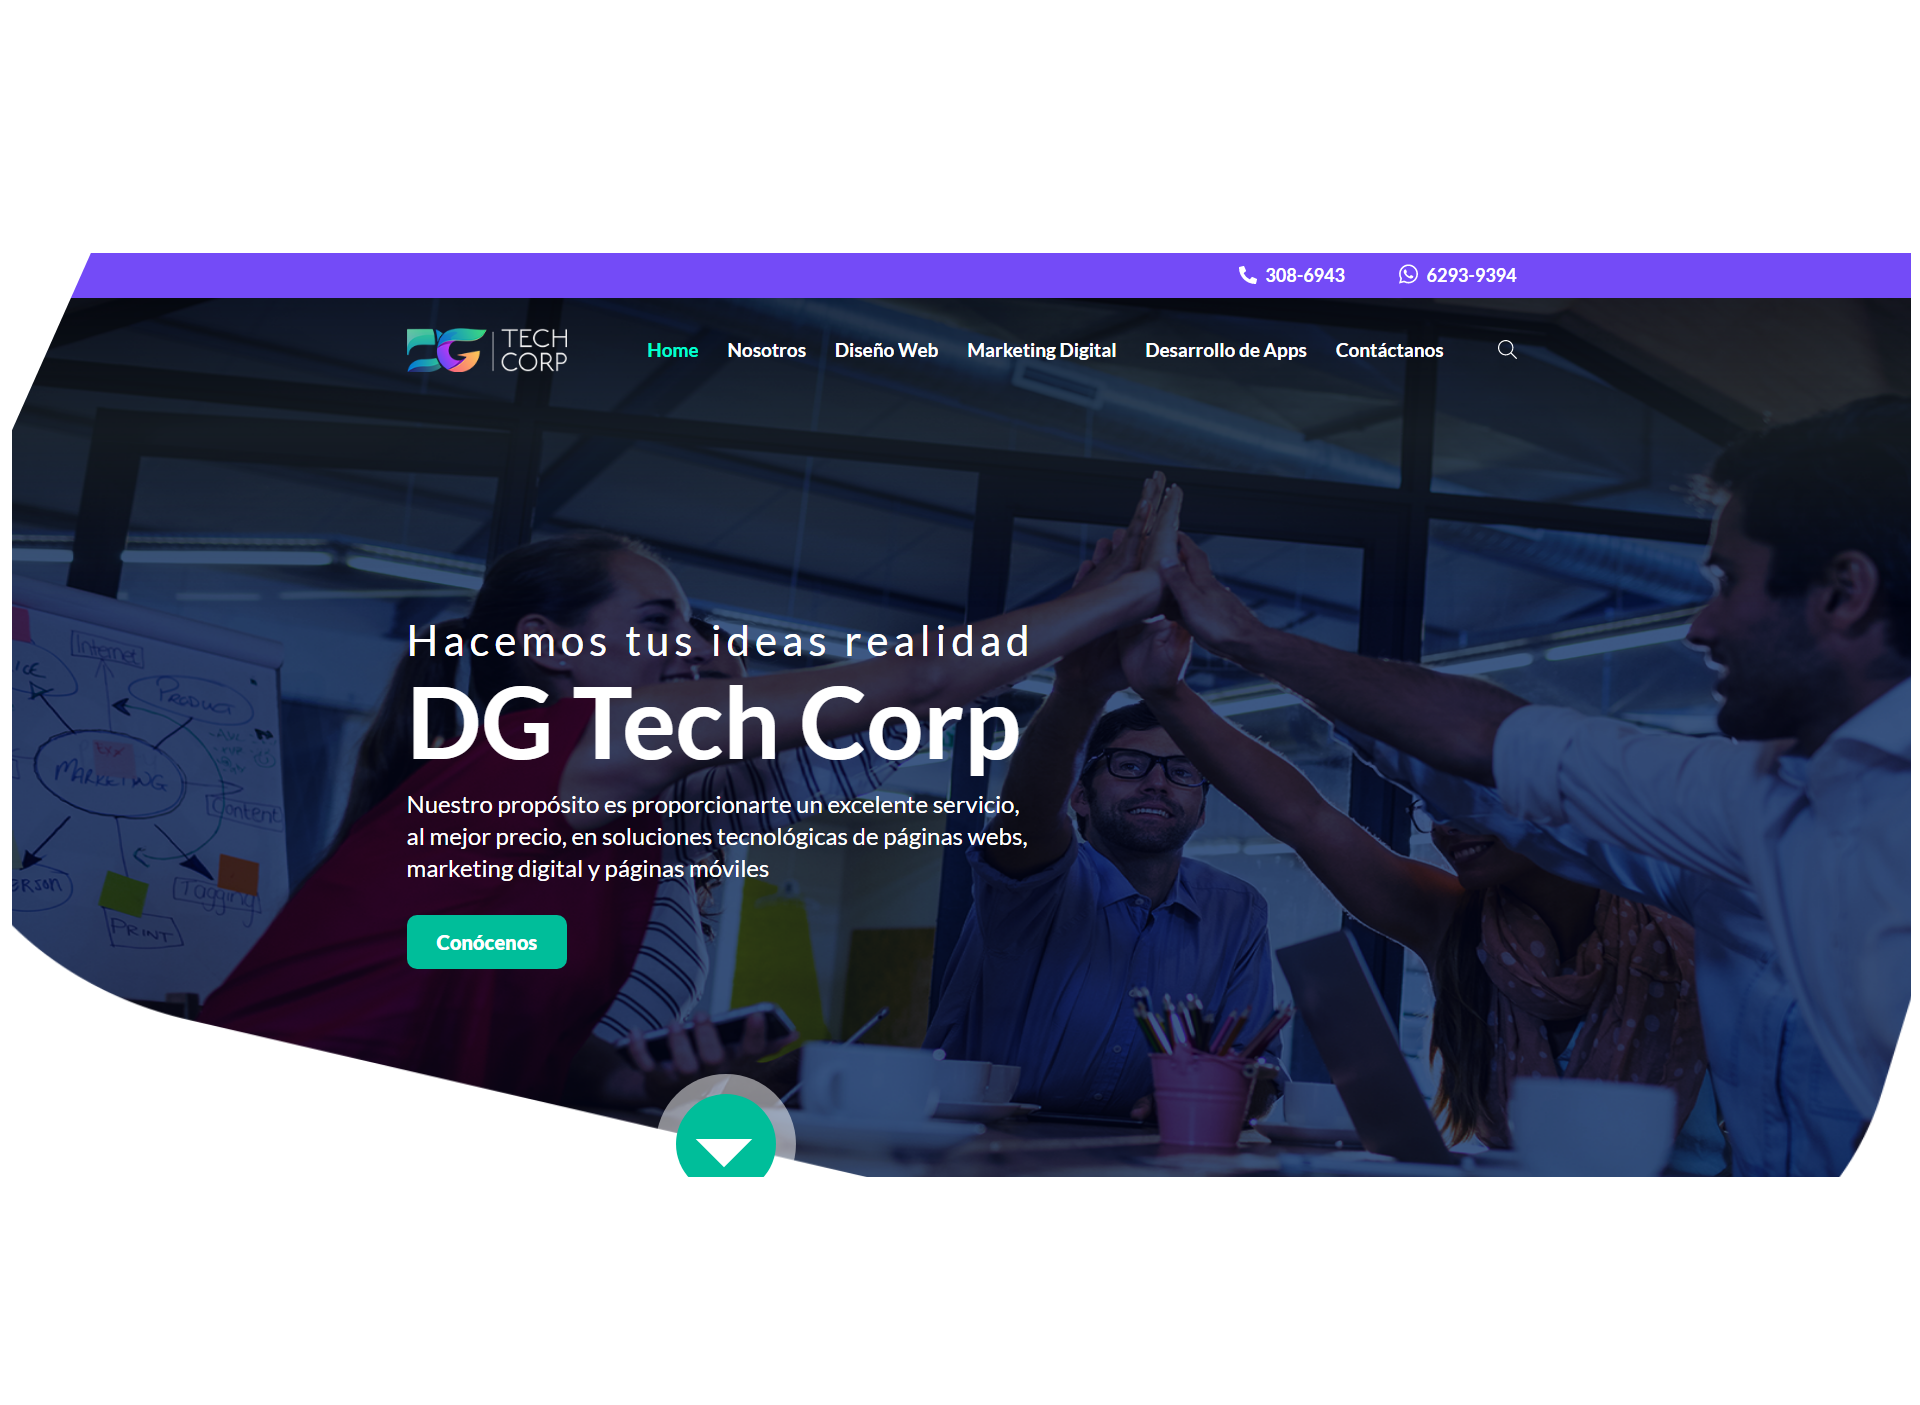 308-6943
6293-9394
DG TECH
CORP
Home
Nosotros
Diseño Web
Marketing Digital
Desarrollo de Apps
Contáctanos
Hacemos tus ideas realidad
DG Tech Corp
Nuestro propósito es proporcionarte un excelente servicio,
al mejor precio, en soluciones tecnológicas de páginas webs,
marketing digital y páginas móviles
Conócenos
Internet
PRODUCT
MARKETING
Content
Tagging
PRINT